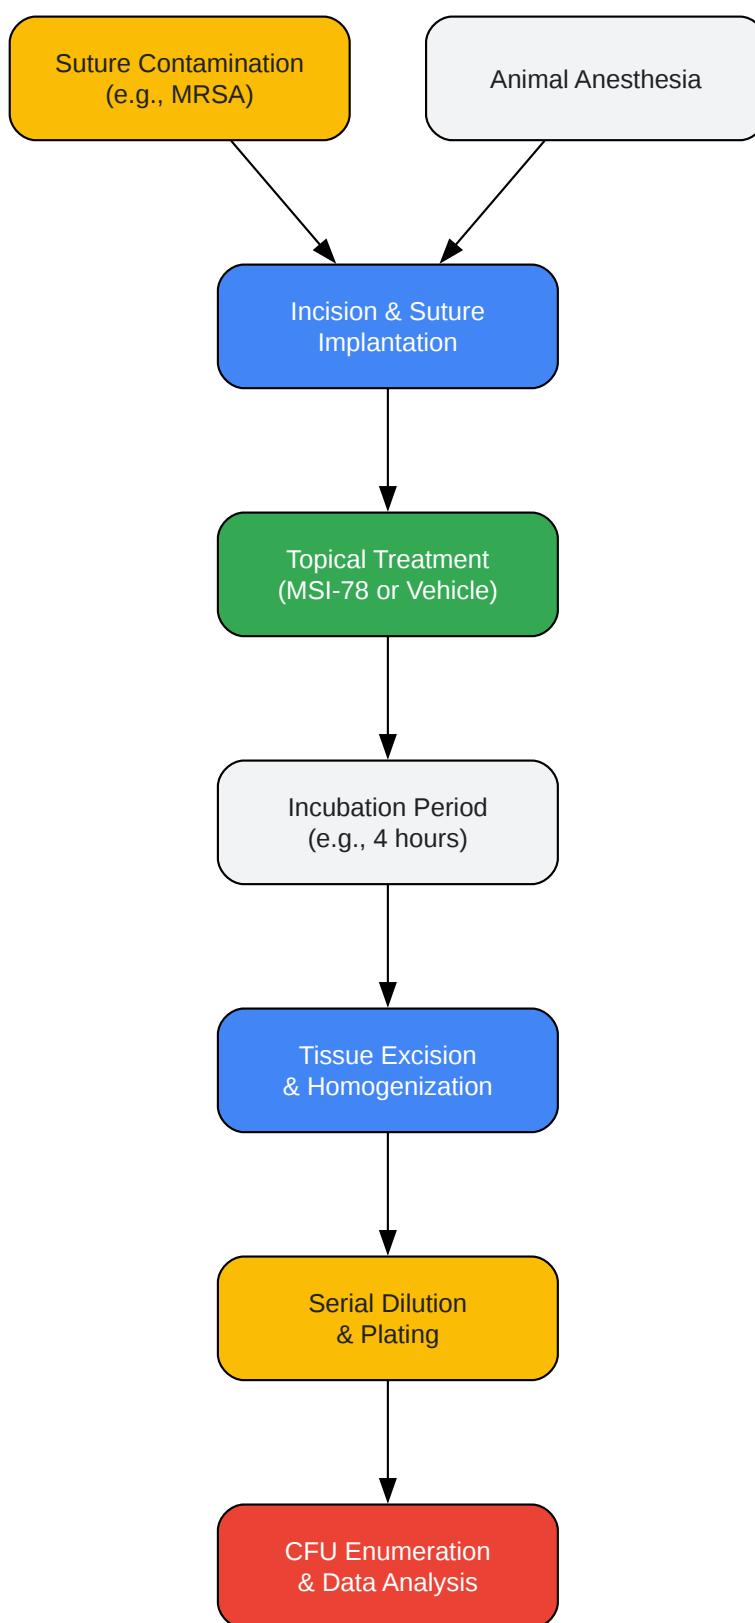 Suture Contamination
(e.g., MRSA)
Animal Anesthesia
Incision & Suture
Implantation
Topical Treatment
(MSI-78 or Vehicle)
Incubation Period
(e.g., 4 hours)
Tissue Excision
& Homogenization
Serial Dilution
& Plating
CFU Enumeration
& Data Analysis